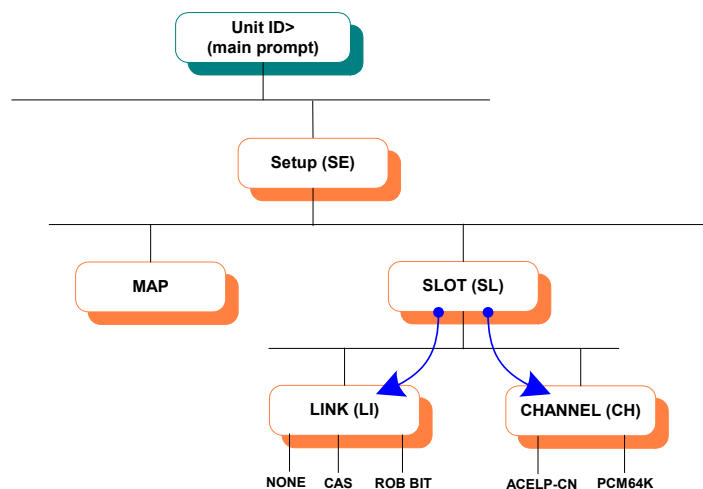 Unit ID>
(main prompt)
Setup (SE)
MAP
SLOT (SL)
LINK (LI)
CHANNEL (CH)
NONE
CAS
ROB BIT
ACELP-CN
PCM64K